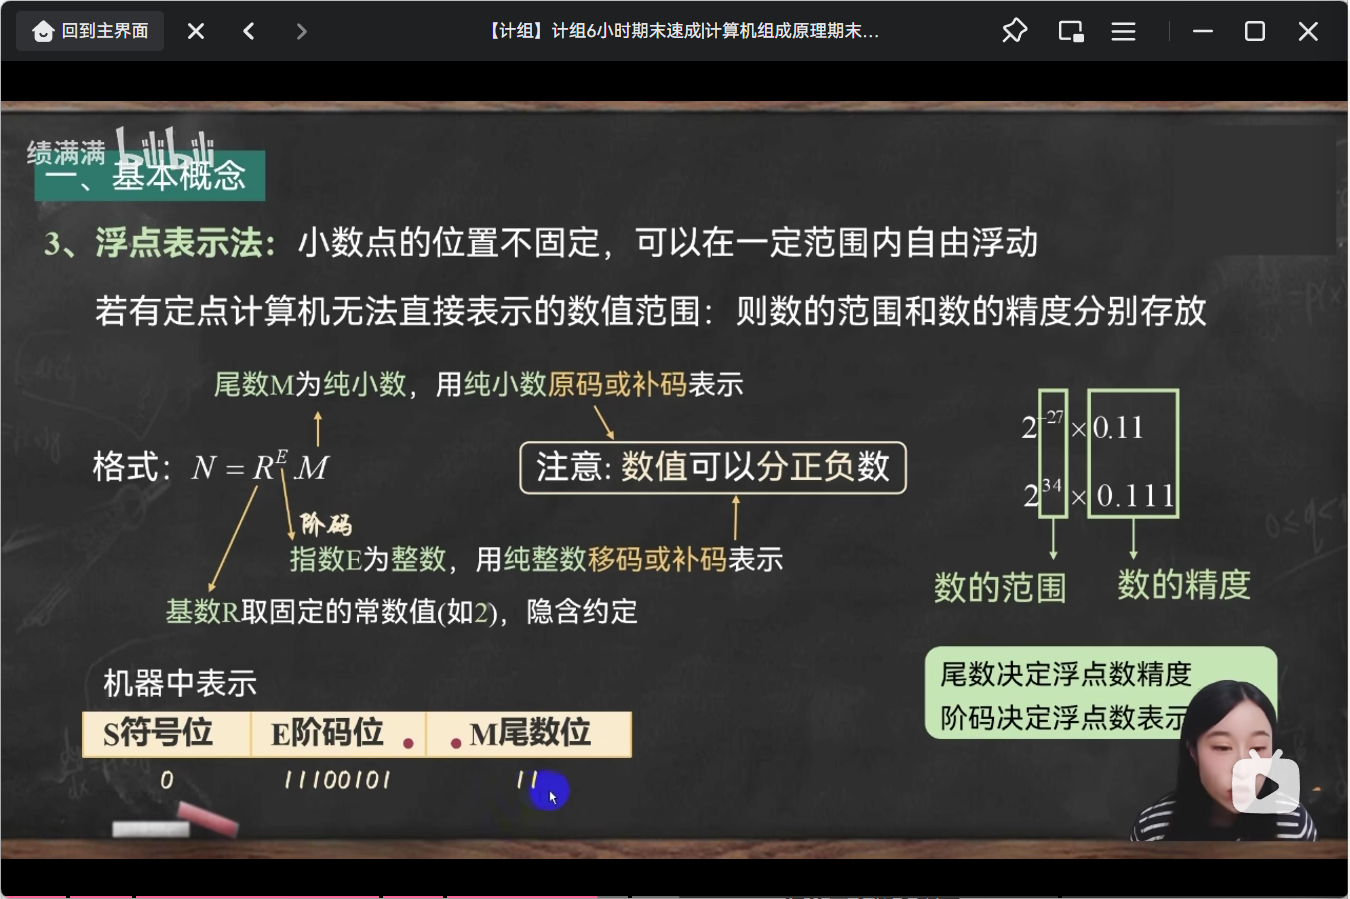 回到主界面
【计组】计组6小时期末速成|计算机组成原理期末...
绩满满 bilibili
一、基本概念
3、浮点表示法：小数点的位置不固定，可以在一定范围内自由浮动
若有定点计算机无法直接表示的数值范围：则数的范围和数的精度分别存放
尾数M为纯小数，用纯小数原码或补码表示
格式：N = R^E.M
注意: 数值可以分正负数
阶码
指数E为整数，用纯整数移码或补码表示
基数R取固定的常数值(如2)，隐含约定
2^-27 × 0.11
2^34 × 0.111
数的范围 数的精度
尾数决定浮点数精度
阶码决定浮点数表示
机器中表示
S符号位 E阶码位 . . M尾数位
0 11100101 11